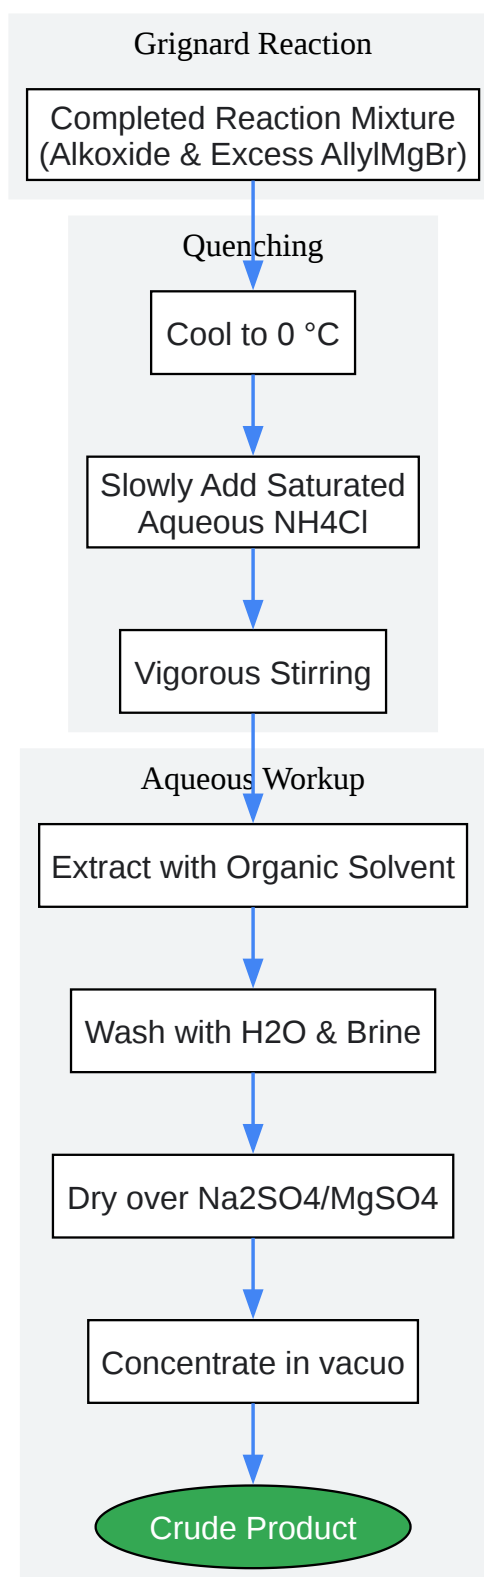 Grignard Reaction
Completed Reaction Mixture
(Alkoxide & Excess AllylMgBr)
Quenching
Cool to 0 °C
Slowly Add Saturated
Aqueous NH4Cl
Vigorous Stirring
Aqueous Workup
Extract with Organic Solvent
Wash with H2O & Brine
Dry over Na2SO4/MgSO4
Concentrate in vacuo
Crude Product